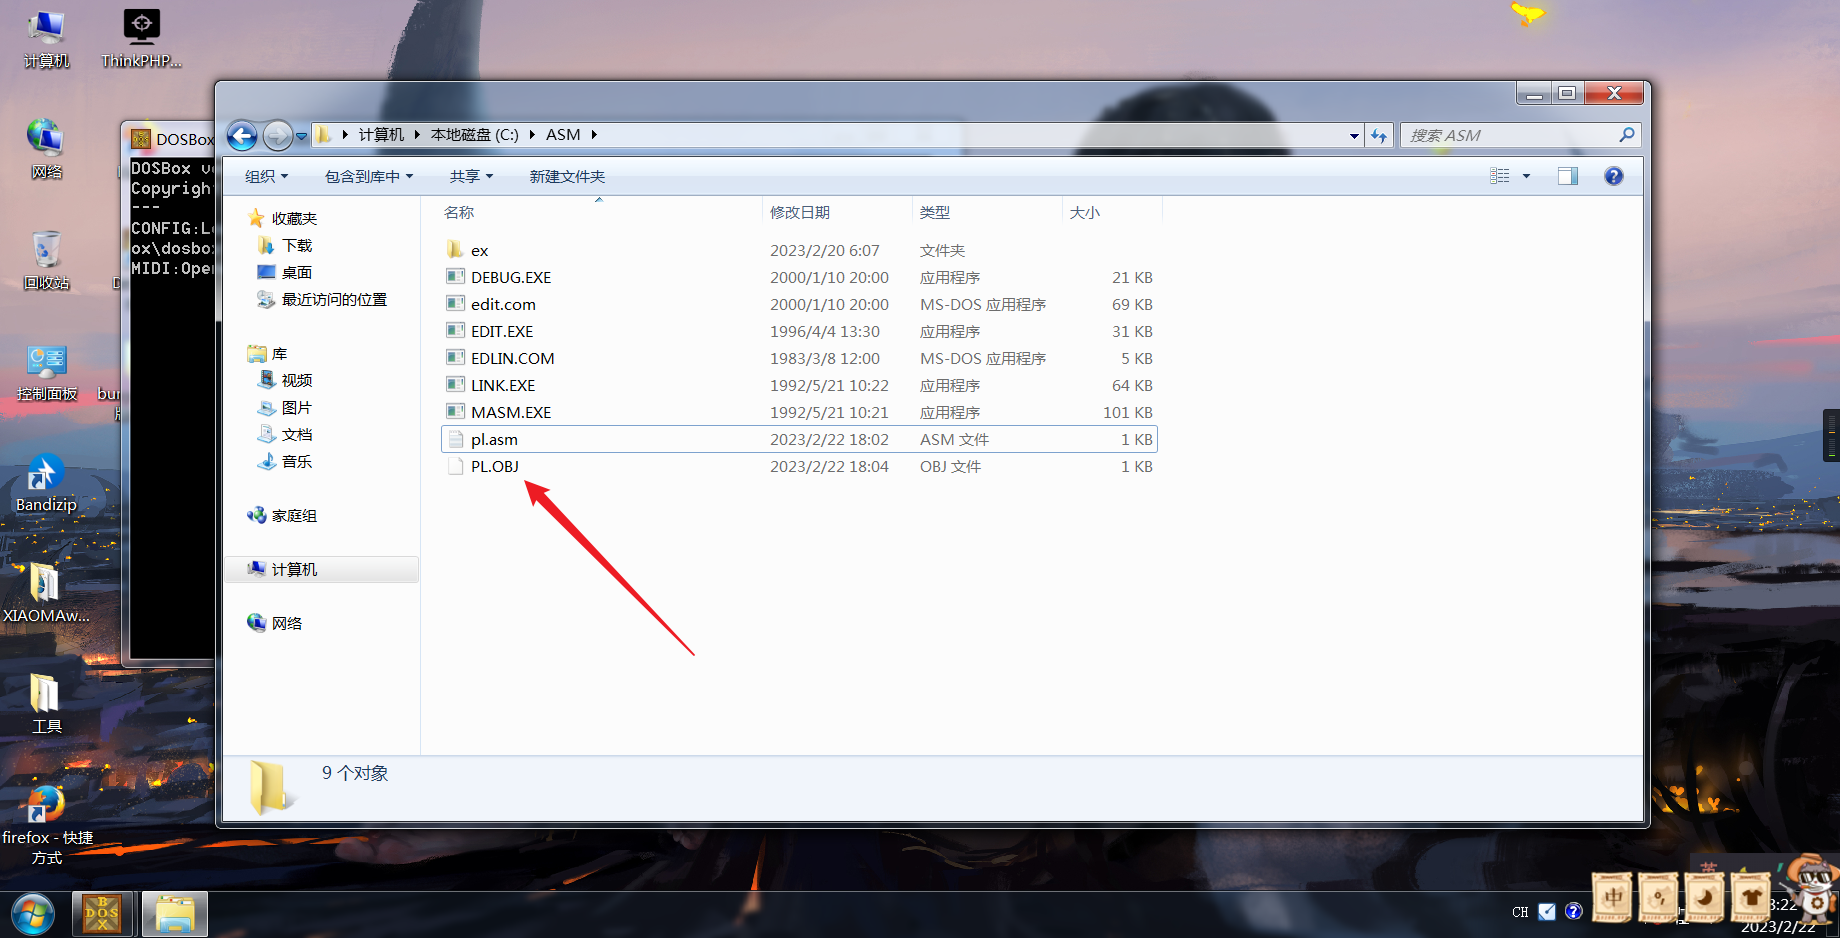 计算机
ThinkPHP...
网络
回收站
控制面板
Bandizip
XIAOMAw...
工具
firefox - 快捷
方式
DOSBox
DOSBox v
Copyrigh
---
CONFIG:L
ox\dosbox
MIDI:Oper
计算机
本地磁盘 (C:)
ASM
搜索 ASM
组织
包含到库中
共享
新建文件夹
收藏夹
下载
桌面
最近访问的位置
库
视频
图片
文档
音乐
家庭组
计算机
网络
名称 修改日期 类型 大小
ex 2023/2/20 6:07 文件夹
DEBUG.EXE 2000/1/10 20:00 应用程序 21 KB
edit.com 2000/1/10 20:00 MS-DOS 应用程序 69 KB
EDIT.EXE 1996/4/4 13:30 应用程序 31 KB
EDLIN.COM 1983/3/8 12:00 MS-DOS 应用程序 5 KB
LINK.EXE 1992/5/21 10:22 应用程序 64 KB
MASM.EXE 1992/5/21 10:21 应用程序 101 KB
pl.asm 2023/2/22 18:02 ASM 文件 1 KB
PL.OBJ 2023/2/22 18:04 OBJ 文件 1 KB
9 个对象
CH
中
3:22
2023/2/22